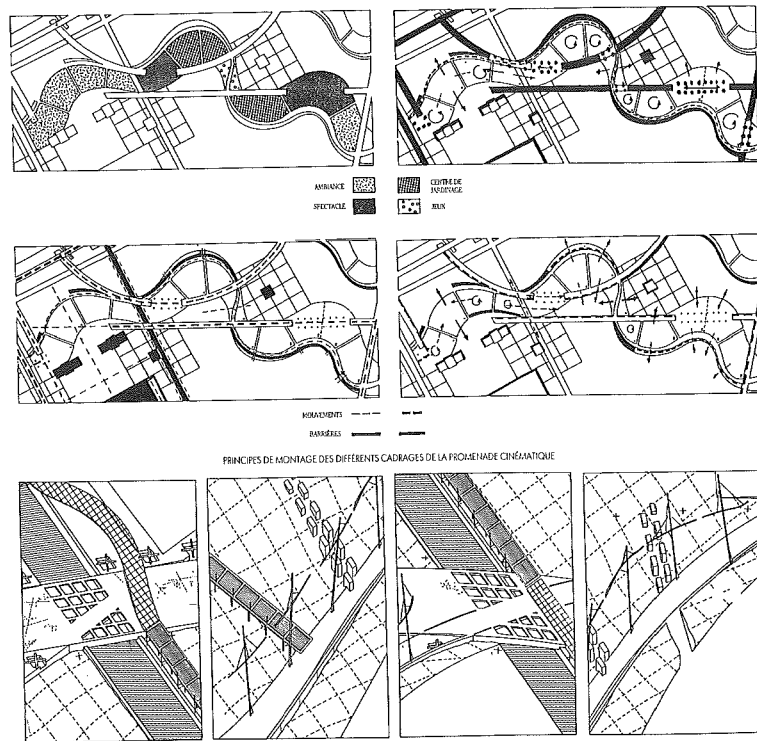 AMBIANCE
CENTRE DE
JARDINAGE
SPECTACLE
JEUX
MOUVEMENTS
BARRIÈRES
PRINCIPES DE MONTAGE DES DIFFÉRENTS CADRAGES DE LA PROMENADE CINÉMATIQUE